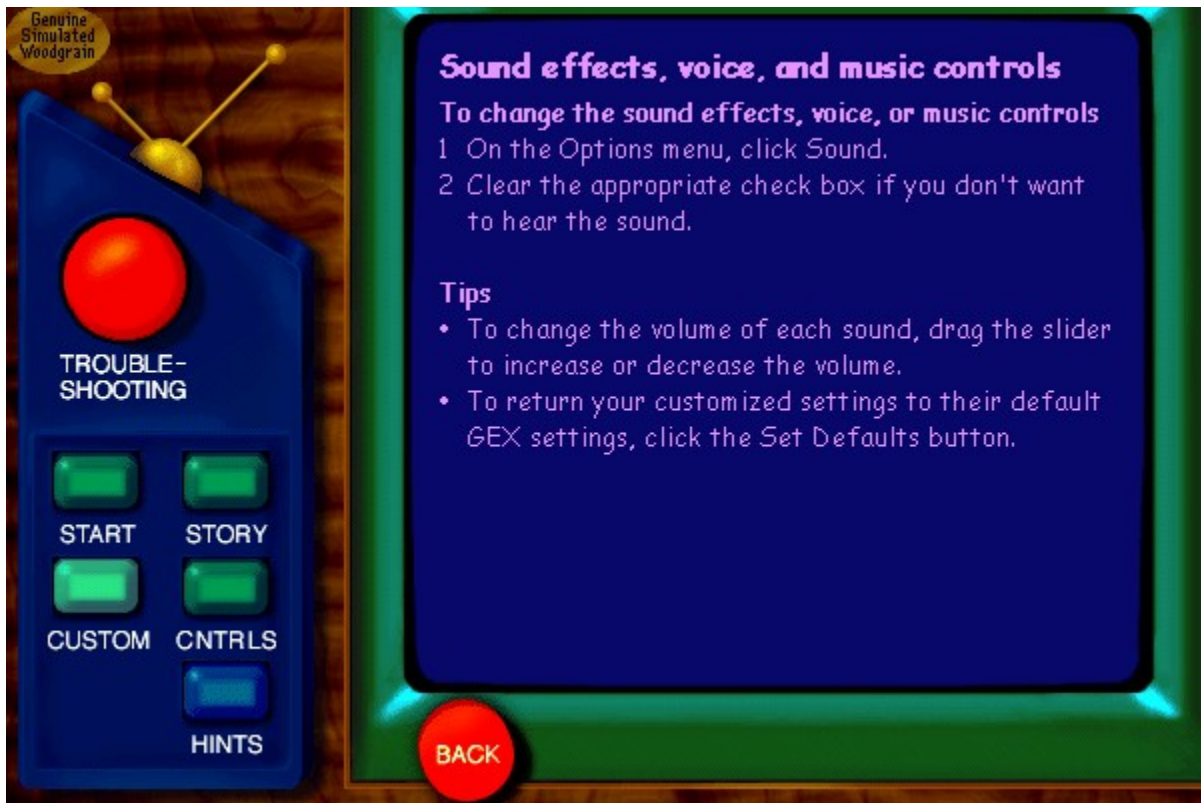 Genuine
Simulated
Woodgrain
TROUBLE-
SHOOTING
START
STORY
CUSTOM
CNTRLS
HINTS
Sound effects, voice, and music controls
To change the sound effects, voice, or music controls
1 On the Options menu, click Sound.
2 Clear the appropriate check box if you don't want
to hear the sound.
Tips
• To change the volume of each sound, drag the slider
to increase or decrease the volume.
• To return your customized settings to their default
GEX settings, click the Set Defaults button.
BACK